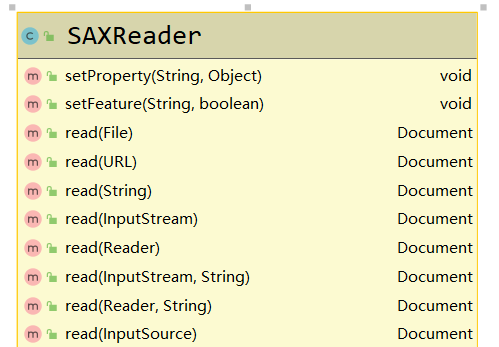 C SAXReader
m setProperty(String, Object) void
m setFeature(String, boolean) void
m read(File) Document
m read(URL) Document
m read(String) Document
m read(InputStream) Document
m read(Reader) Document
m read(InputStream, String) Document
m read(Reader, String) Document
m read(InputSource) Document